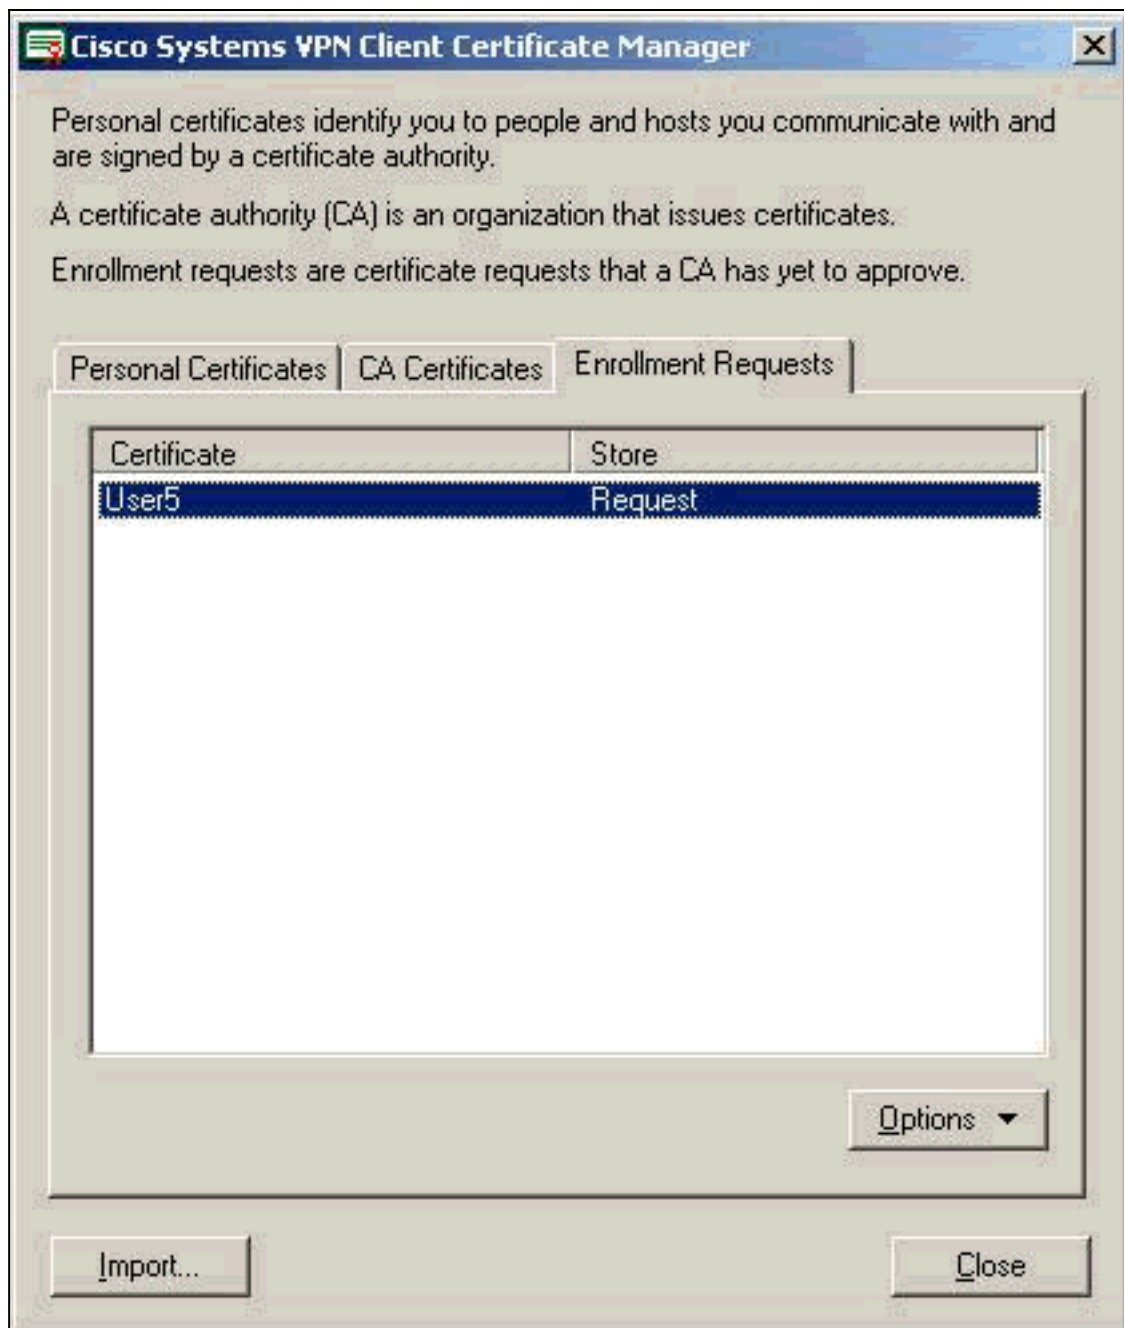 Cisco Systems VPN Client Certificate Manager
Personal certificates identify you to people and hosts you communicate with and
are signed by a certificate authority.
A certificate authority (CA) is an organization that issues certificates.
Enrollment requests are certificate requests that a CA has yet to approve.
Personal Certificates CA Certificates Enrollment Requests
Certificate Store
User5 Request
Options
Import... Close